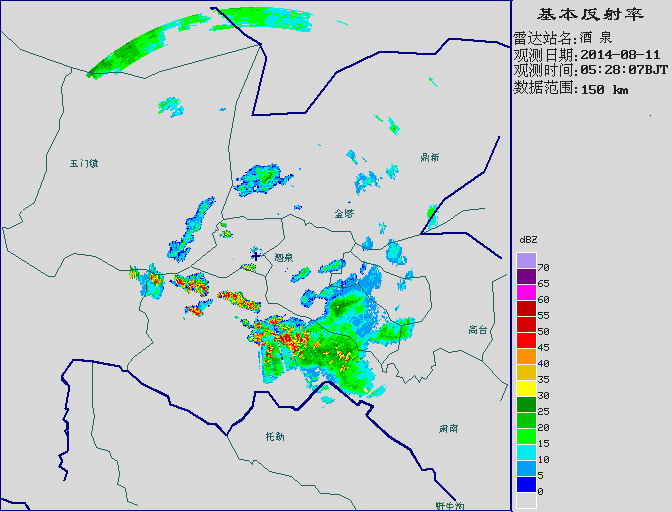 基本反射率
雷达站名:酒 泉
观测日期:2014-08-11
观测时间:05:28:07BJT
数据范围:150 km
玉门镇
鼎新
金塔
酒泉
高台
肃南
托勒
野牛沟
dBZ
70
65
60
55
50
45
40
35
30
25
20
15
10
5
0